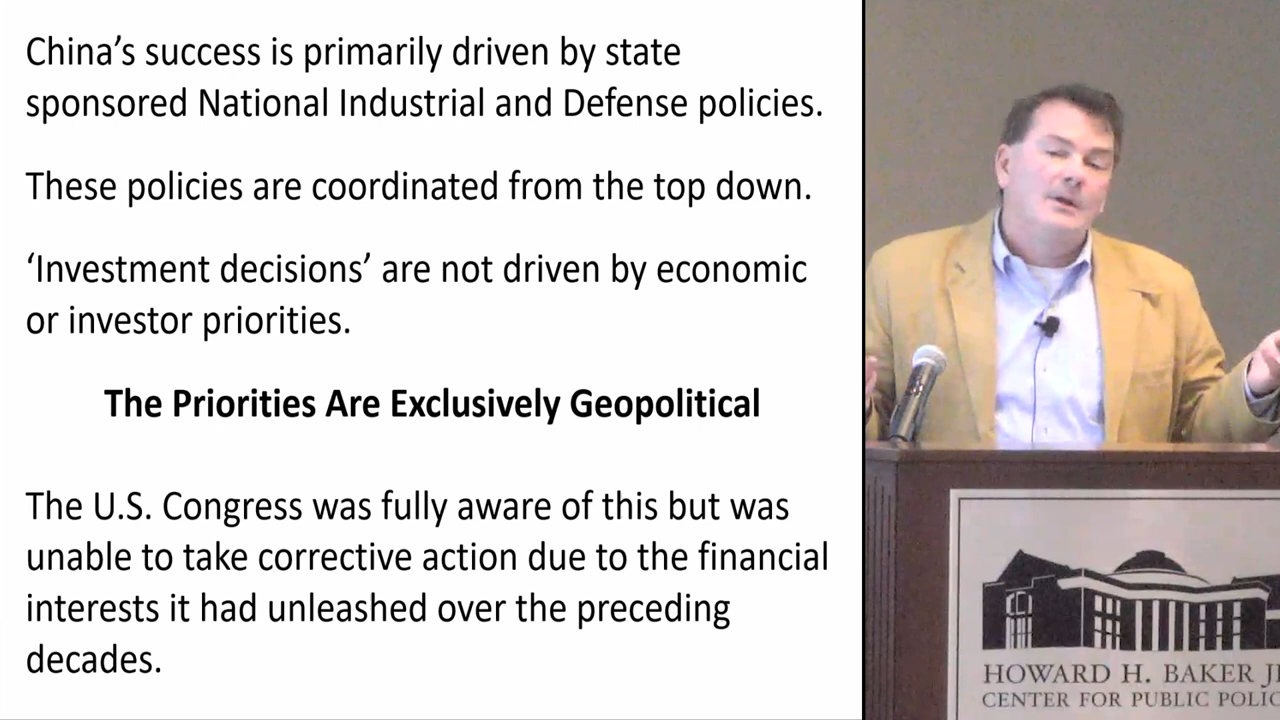 China’s success is primarily driven by state
sponsored National Industrial and Defense policies.
These policies are coordinated from the top down.
‘Investment decisions’ are not driven by economic
or investor priorities.
The Priorities Are Exclusively Geopolitical
The U.S. Congress was fully aware of this but was
unable to take corrective action due to the financial
interests it had unleashed over the preceding
decades.
HOWARD H. BAKER
CENTER FOR PUBLIC